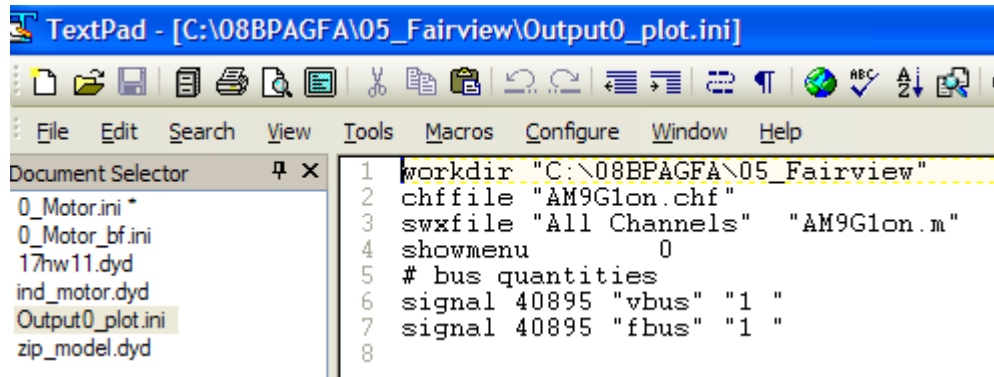 TextPad - [C:\08BPAGFA\05_Fairview\Output0_plot.ini]
File Edit Search View Tools Macros Configure Window Help
Document Selector
0_Motor.ini *
0_Motor_bf.ini
17hw11.dyd
ind_motor.dyd
Output0_plot.ini
zip_model.dyd
1 workdir "C:\08BPAGFA\05_Fairview"
2 chffile "AM9G1on.chf"
3 swxfile "All Channels" "AM9G1on.m"
4 showmenu 0
5 # bus quantities
6 signal 40895 "vbus" "1 "
7 signal 40895 "fbus" "1 "
8